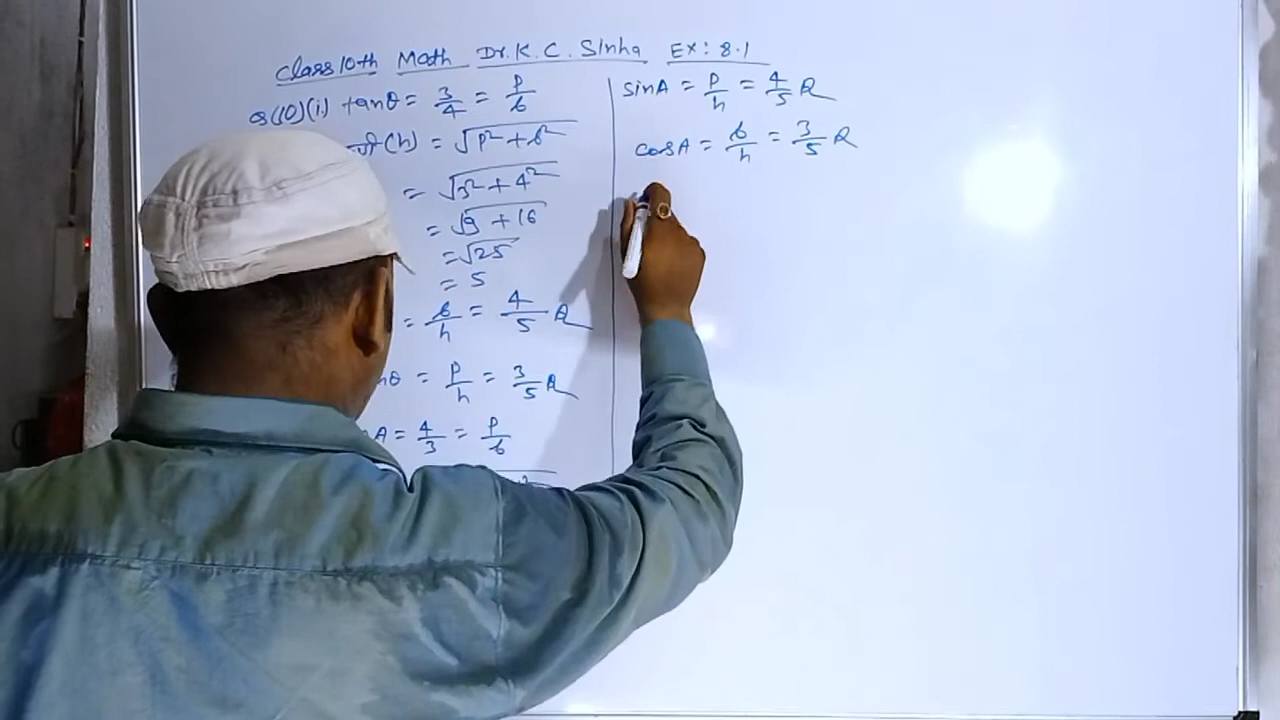 Class 10th Math Dr. K. C. Sinha Ex: 8.1
Q(10)(i) tanθ = 3/4 = p/b
(h) = √p² + b²
= √3² + 4²
= √9 + 16
= √25
= 5
= b/h = 4/5
= p/h = 3/5
A = 4/3 = p/b
sinA = p/h = 4/5
cosA = b/h = 3/5